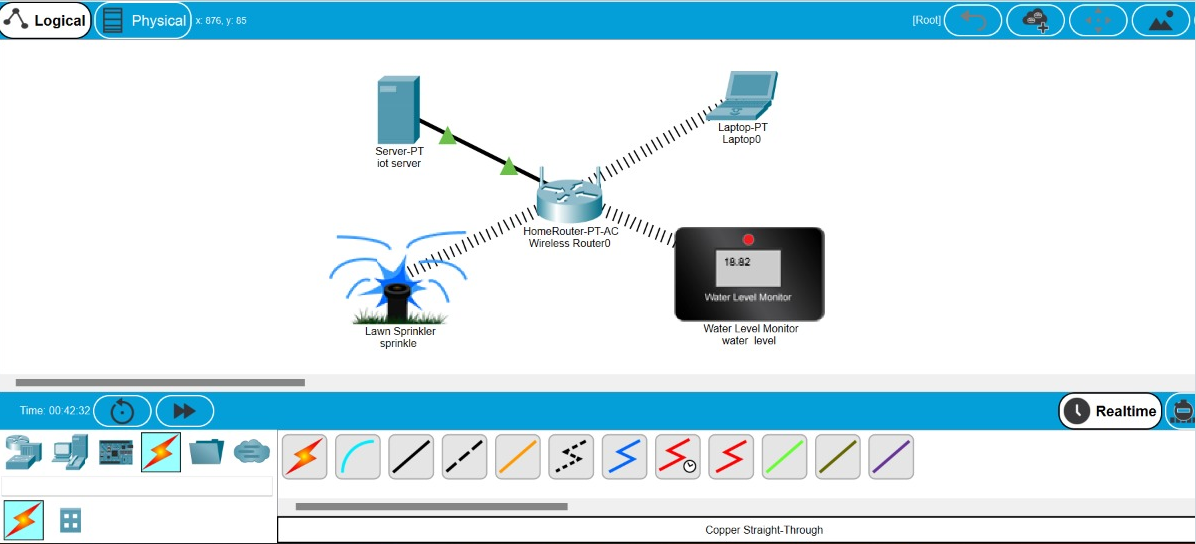 Logical
Physical
x: 876, y: 85
[Root]
Server-PT
iot server
Laptop-PT
Laptop0
HomeRouter-PT-AC
Wireless Router0
18.82
Water Level Monitor
Lawn Sprinkler
sprinkle
Water Level Monitor
water level
Time: 00:42:32
Realtime
Copper Straight-Through